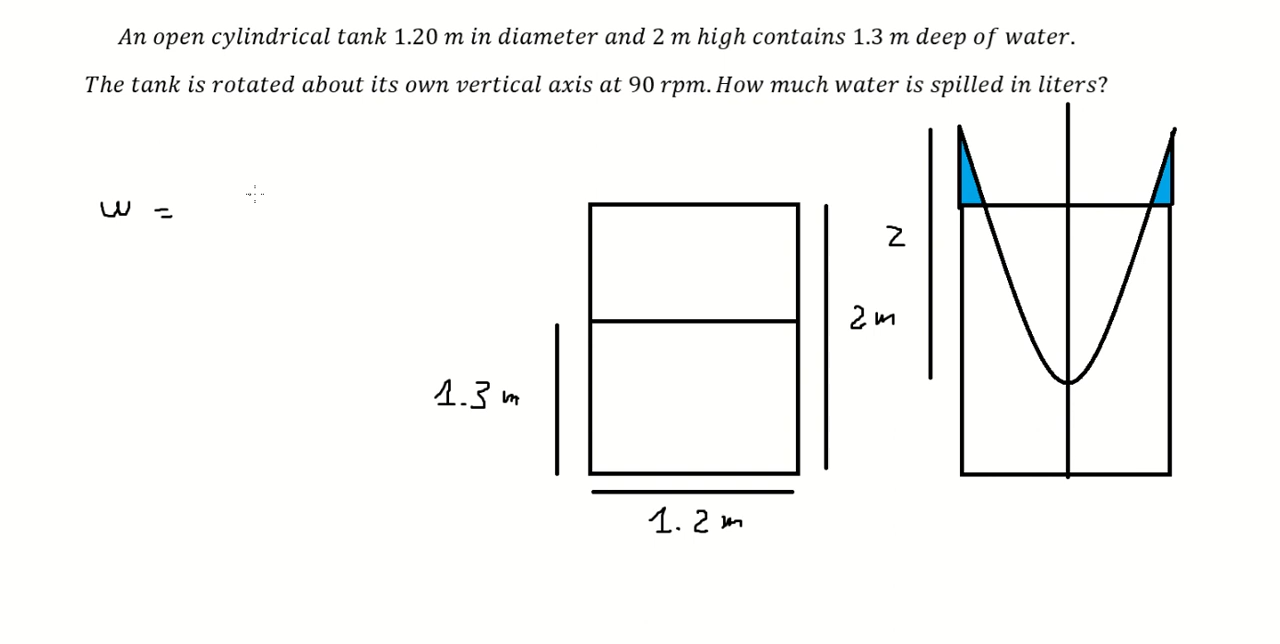 An open cylindrical tank 1.20 m in diameter and 2 m high contains 1.3 m deep of water.
The tank is rotated about its own vertical axis at 90 rpm. How much water is spilled in liters?
w =
z
2m
1.3 m
1.2 m